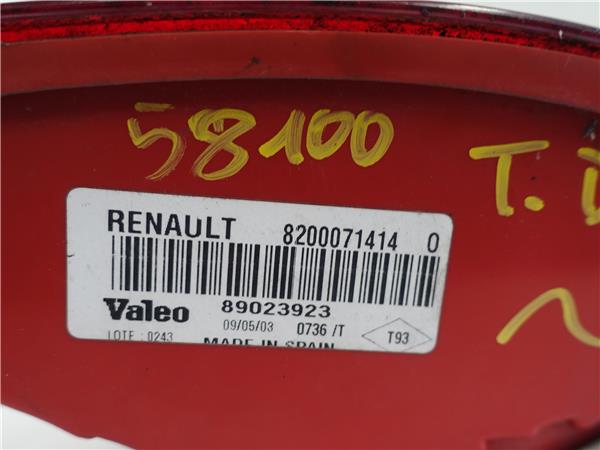 58100
T.
RENAULT 8200071414 0
Valeo 89023923
09/05/03 0736/T T93
LOTE : 0243
MADE IN SPAIN